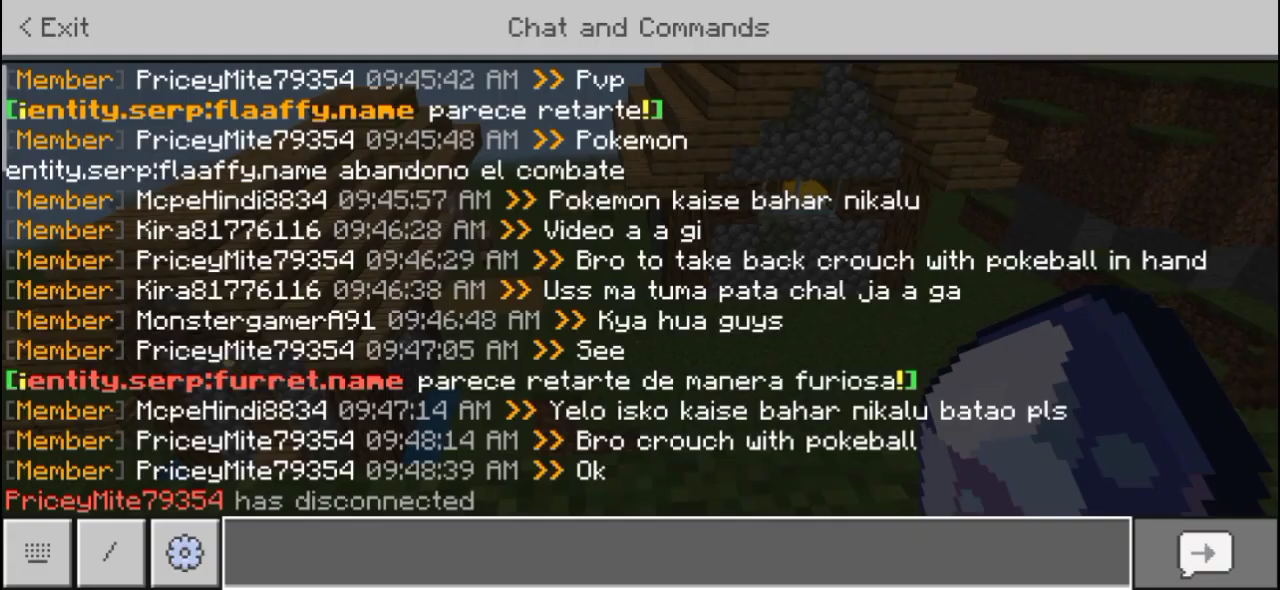 < Exit
Chat and Commands
[Member] PriceyMite79354 09:45:42 AM >> Pvp
[¡entity.serp:flaaffy.name parece retarte!]
[Member] PriceyMite79354 09:45:48 AM >> Pokemon
entity.serp:flaaffy.name abandono el combate
[Member] McpeHindi8834 09:45:57 AM >> Pokemon kaise bahar nikalu
[Member] Kira81776116 09:46:28 AM >> Video a a gi
[Member] PriceyMite79354 09:46:29 AM >> Bro to take back crouch with pokeball in hand
[Member] Kira81776116 09:46:38 AM >> Uss ma tuma pata chal ja a ga
[Member] MonstergamerA91 09:46:48 AM >> Kya hua guys
[Member] PriceyMite79354 09:47:05 AM >> See
[¡entity.serp:furret.name parece retarte de manera furiosa!]
[Member] McpeHindi8834 09:47:14 AM >> Yelo isko kaise bahar nikalu batao pls
[Member] PriceyMite79354 09:48:14 AM >> Bro crouch with pokeball
[Member] PriceyMite79354 09:48:39 AM >> Ok
PriceyMite79354 has disconnected
/